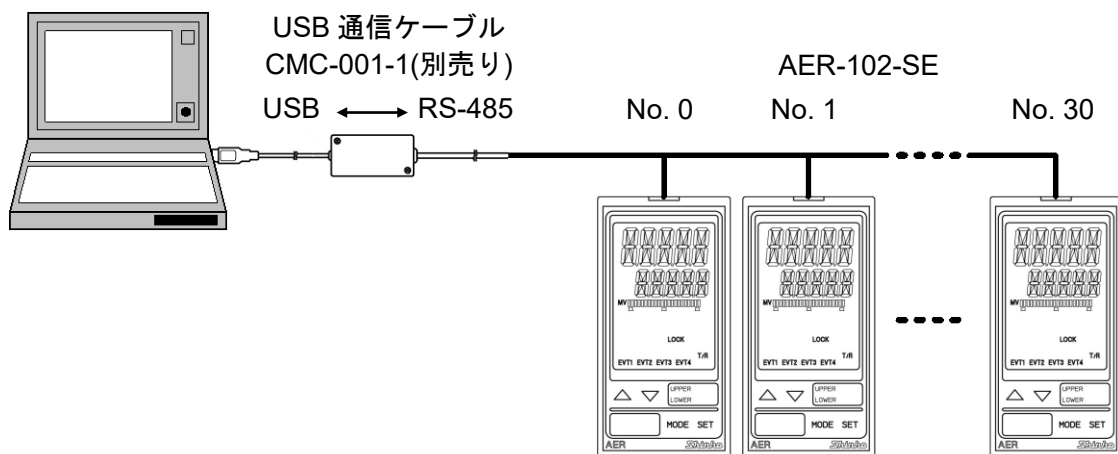 USB 通信ケーブル
CMC-001-1(別売り)
USB ←→ RS-485
AER-102-SE
No. 0
No. 1
No. 30
MV
LOCK
T/R
EVT1 EVT2 EVT3 EVT4
UPPER
LOWER
MODE SET
AER Shinko
MV
LOCK
T/R
EVT1 EVT2 EVT3 EVT4
UPPER
LOWER
MODE SET
AER Shinko
MV
LOCK
T/R
EVT1 EVT2 EVT3 EVT4
UPPER
LOWER
MODE SET
AER Shinko